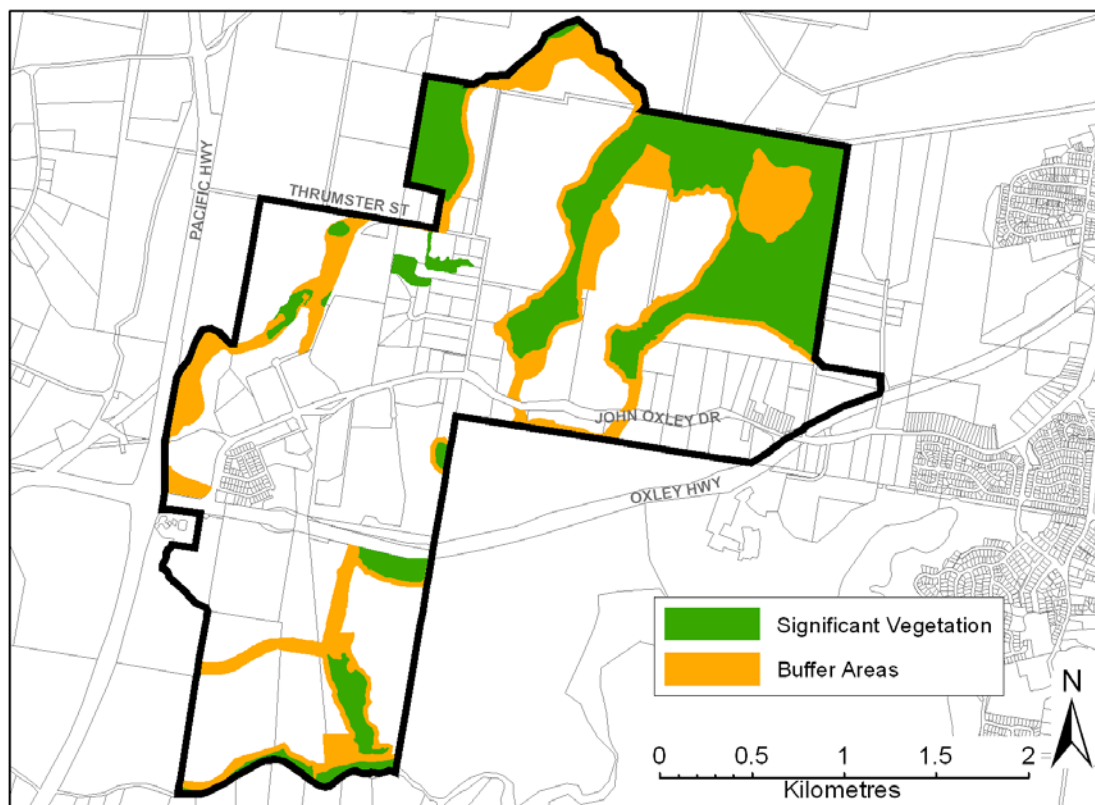 THRUMSTER ST
PACIFIC HWY
JOHN OXLEY DR
OXLEY HWY
Significant Vegetation
Buffer Areas
N
0 0.5 1 1.5 2
Kilometres